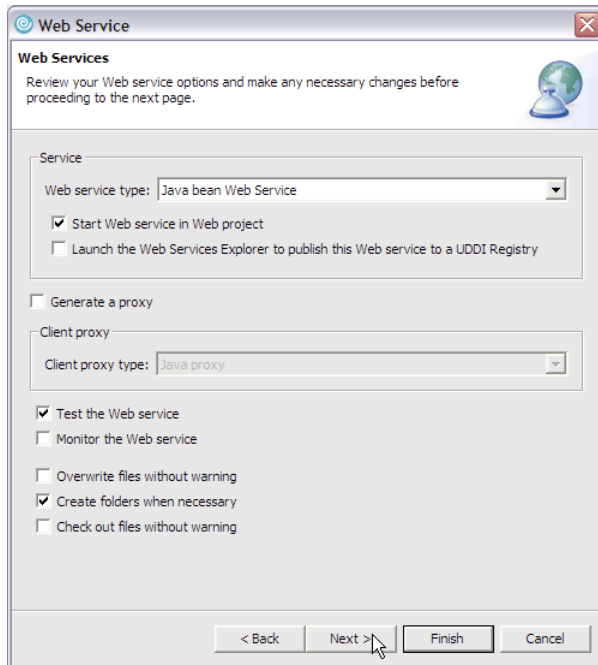 Web Service
Web Services
Review your Web service options and make any necessary changes before
proceeding to the next page.
Service
Web service type: Java bean Web Service
Start Web service in Web project
Launch the Web Services Explorer to publish this Web service to a UDDI Registry
Generate a proxy
Client proxy
Client proxy type: Java proxy
Test the Web service
Monitor the Web service
Overwrite files without warning
Create folders when necessary
Check out files without warning
< Back Next > Finish Cancel